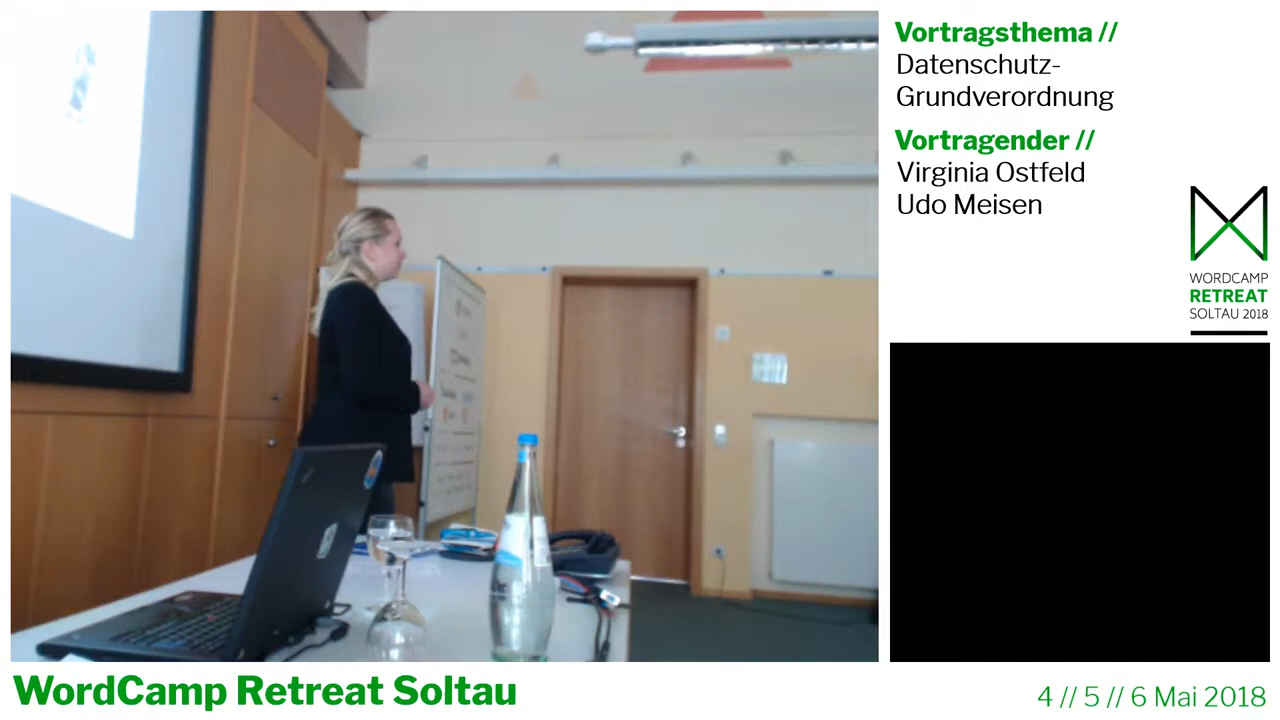 Vortragsthema //
Datenschutz-
Grundverordnung
Vortragender //
Virginia Ostfeld
Udo Meisen
WORDCAMP
RETREAT
SOLTAU 2018
WordCamp Retreat Soltau
4 // 5 // 6 Mai 2018